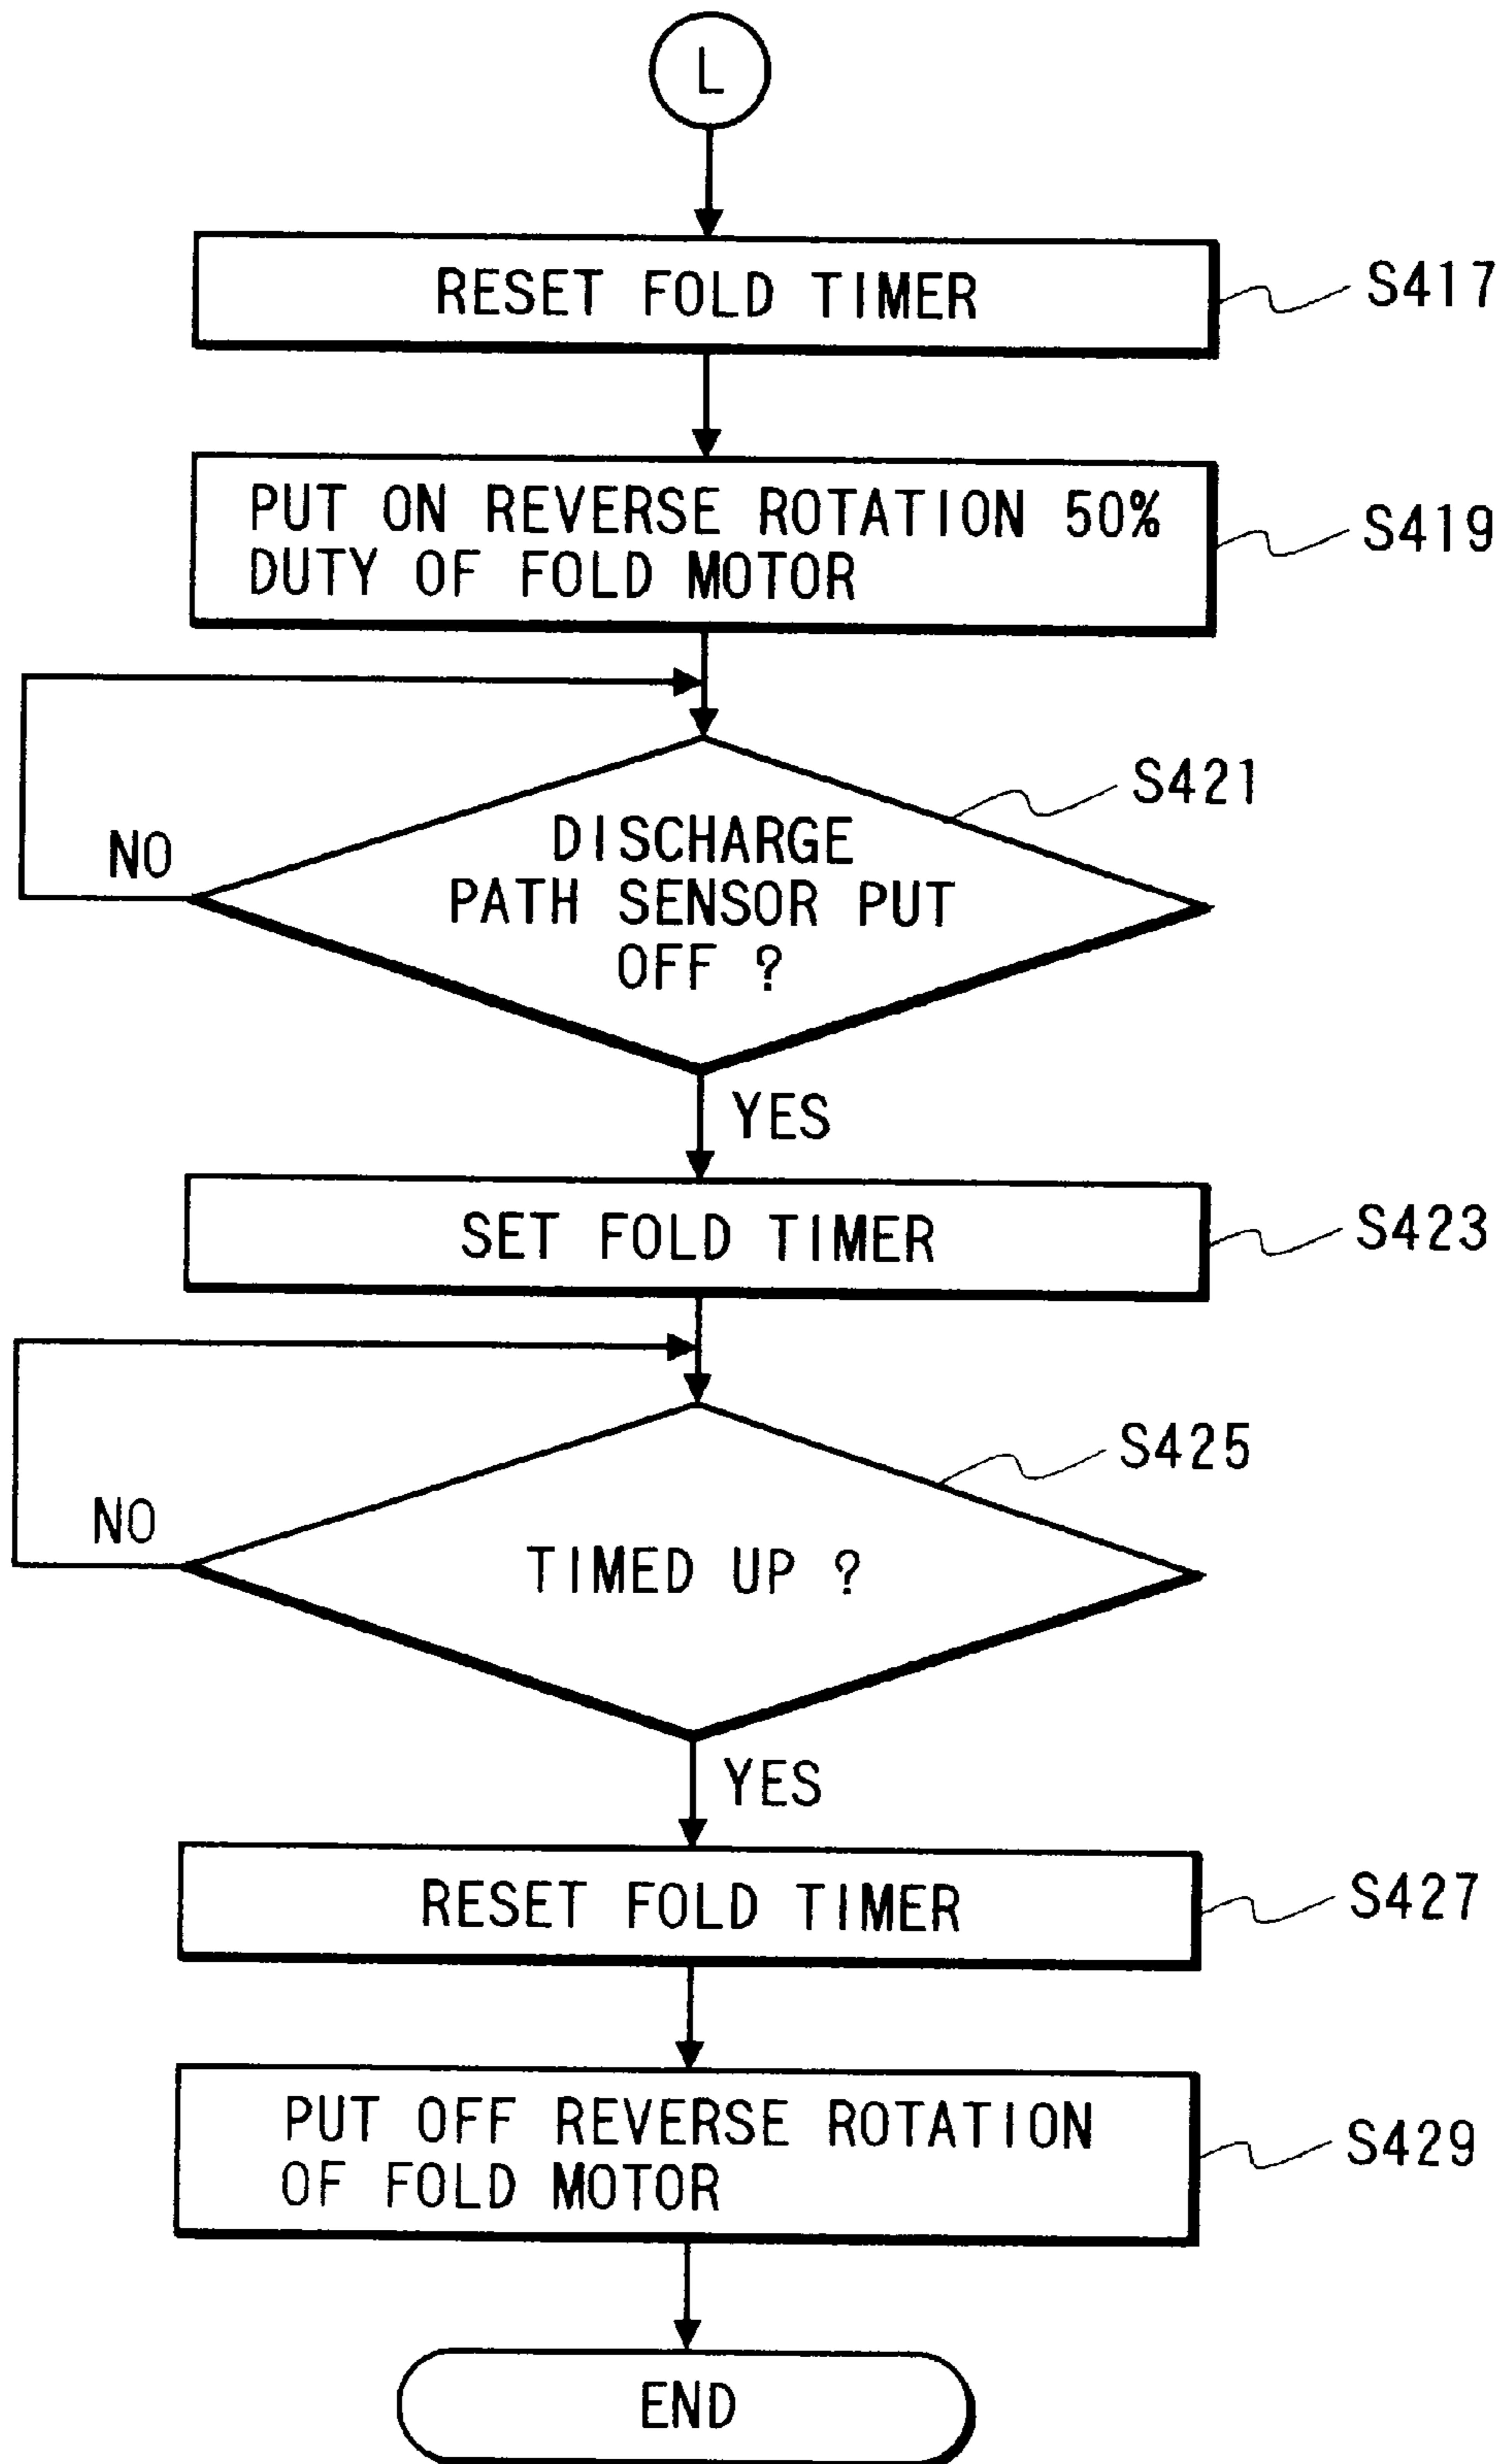 L
RESET FOLD TIMER
S417
PUT ON REVERSE ROTATION 50%
DUTY OF FOLD MOTOR
S419
S421
DISCHARGE
PATH SENSOR PUT
OFF ?
NO
YES
SET FOLD TIMER
S423
S425
NO
TIMED UP ?
YES
RESET FOLD TIMER
S427
PUT OFF REVERSE ROTATION
OF FOLD MOTOR
S429
END